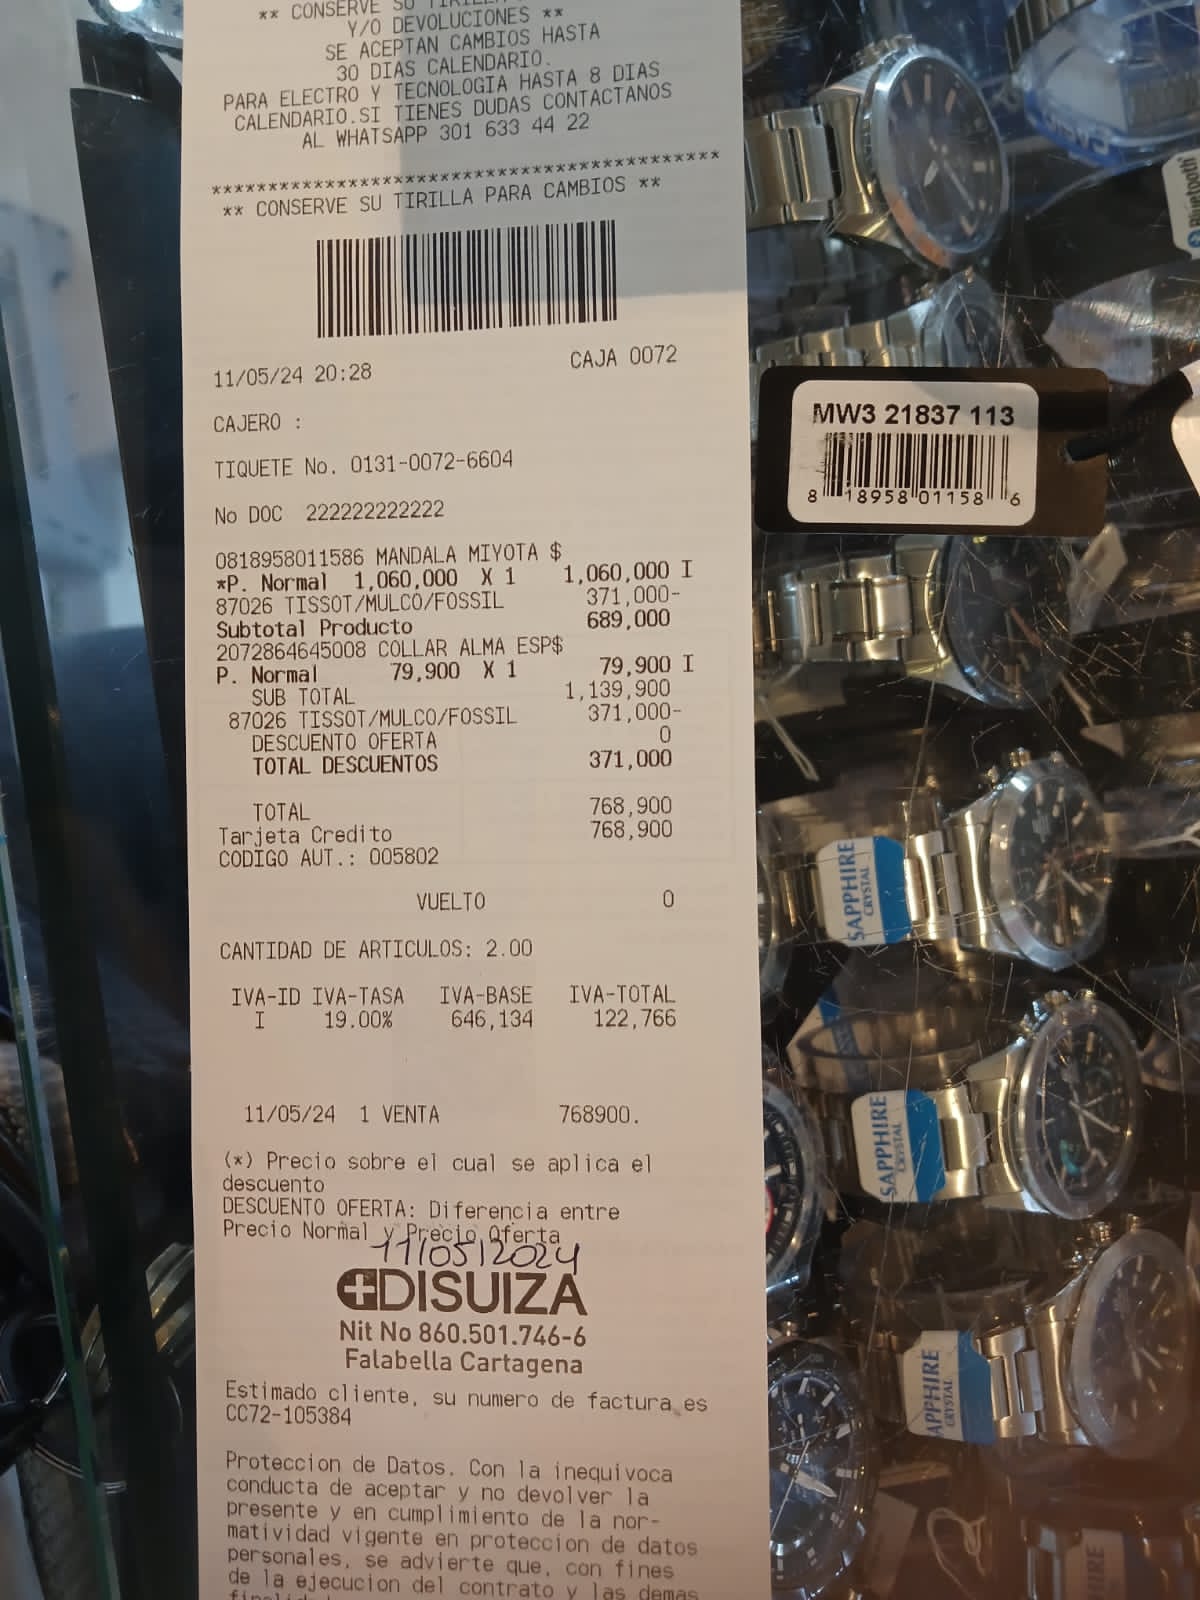 ** CONSERVE SU TIRILLA
Y/O DEVOLUCIONES **
SE ACEPTAN CAMBIOS HASTA
30 DIAS CALENDARIO.
PARA ELECTRO Y TECNOLOGIA HASTA 8 DIAS
CALENDARIO.SI TIENES DUDAS CONTACTANOS
AL WHATSAPP 301 633 44 22
********************************************
** CONSERVE SU TIRILLA PARA CAMBIOS **
11/05/24 20:28 CAJA 0072
CAJERO :
TIQUETE No. 0131-0072-6604
No DOC 222222222222
0818958011586 MANDALA MIYOTA $
*P. Normal 1,060,000 X 1 1,060,000 I
87026 TISSOT/MULCO/FOSSIL 371,000-
Subtotal Producto 689,000
2072864645008 COLLAR ALMA ESP$
P. Normal 79,900 X 1 79,900 I
SUB TOTAL 1,139,900
87026 TISSOT/MULCO/FOSSIL 371,000-
DESCUENTO OFERTA 0
TOTAL DESCUENTOS 371,000
TOTAL 768,900
Tarjeta Credito 768,900
CODIGO AUT.: 005802
VUELTO 0
CANTIDAD DE ARTICULOS: 2.00
IVA-ID IVA-TASA IVA-BASE IVA-TOTAL
I 19.00% 646,134 122,766
11/05/24 1 VENTA 768900.
(*) Precio sobre el cual se aplica el
descuento
DESCUENTO OFERTA: Diferencia entre
Precio Normal y Precio Oferta
11/05/2024
DISUIZA
Nit No 860.501.746-6
Falabella Cartagena
Estimado cliente, su numero de factura es
CC72-105384
Proteccion de Datos. Con la inequivoca
conducta de aceptar y no devolver la
presente y en cumplimiento de la nor-
matividad vigente en proteccion de datos
personales, se advierte que, con fines
de la ejecucion del contrato y las demas
MW3 21837 113
8 18958 01158 6
SAPPHIRE
CRYSTAL
SAPPHIRE
CRYSTAL
APPHIRE
CRYSTAL